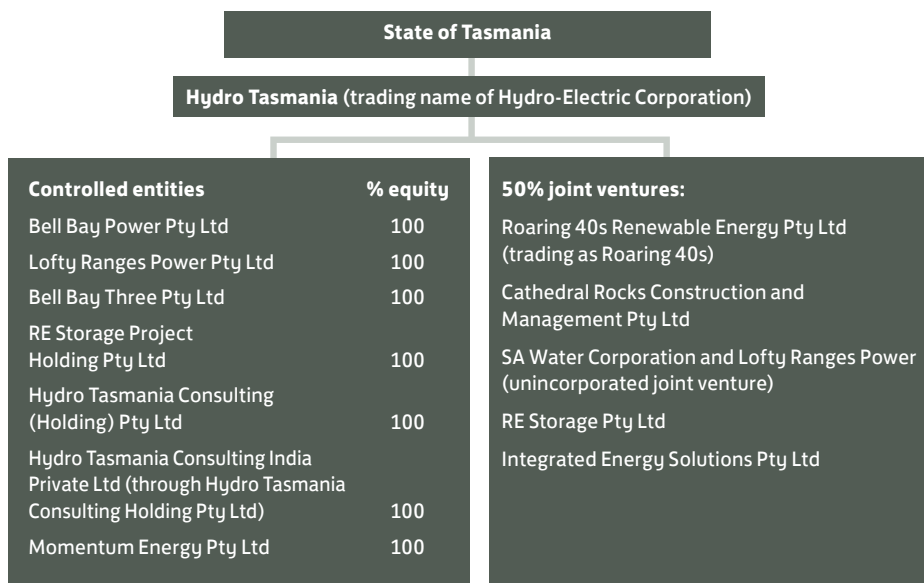 State of Tasmania
Hydro Tasmania (trading name of Hydro-Electric Corporation)
Controlled entities % equity
Bell Bay Power Pty Ltd 100
Lofty Ranges Power Pty Ltd 100
Bell Bay Three Pty Ltd 100
RE Storage Project
Holding Pty Ltd 100
Hydro Tasmania Consulting
(Holding) Pty Ltd 100
Hydro Tasmania Consulting India
Private Ltd (through Hydro Tasmania
Consulting Holding Pty Ltd) 100
Momentum Energy Pty Ltd 100
50% joint ventures:
Roaring 40s Renewable Energy Pty Ltd
(trading as Roaring 40s)
Cathedral Rocks Construction and
Management Pty Ltd
SA Water Corporation and Lofty Ranges Power
(unincorporated joint venture)
RE Storage Pty Ltd
Integrated Energy Solutions Pty Ltd